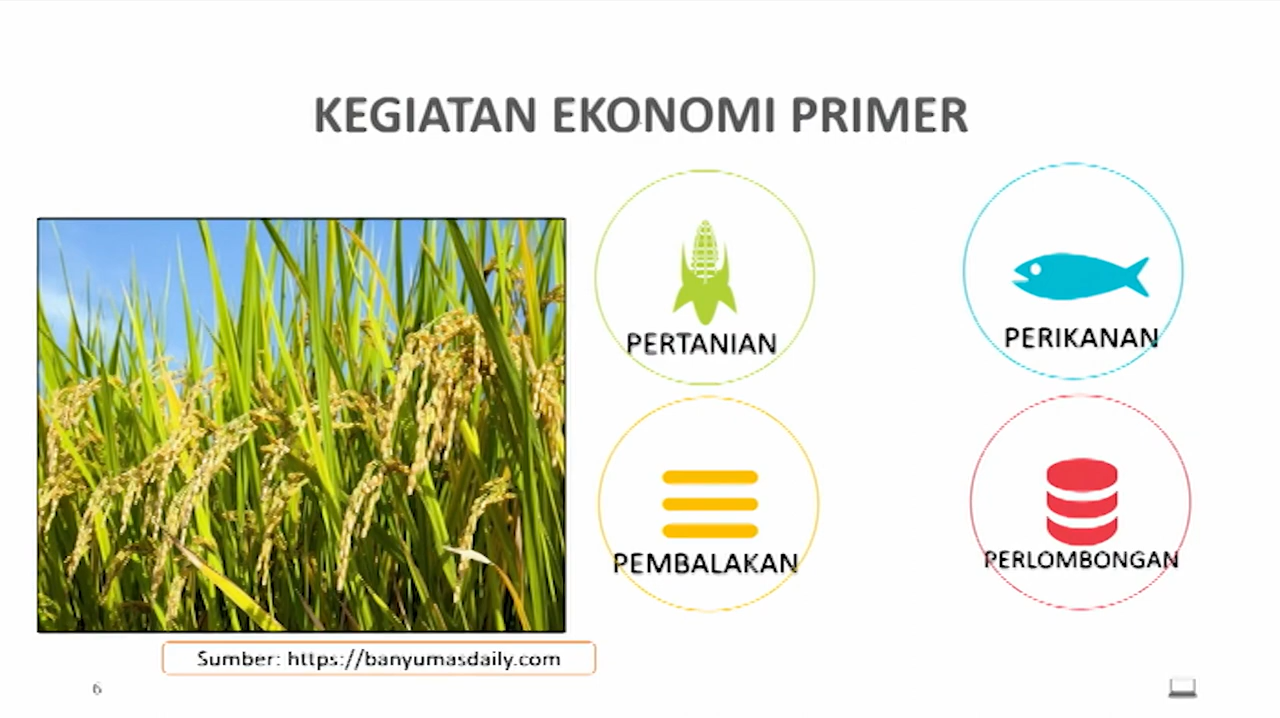 KEGIATAN EKONOMI PRIMER
PERTANIAN
PERIKANAN
PEMBALAKAN
PERLOMBONGAN
Sumber: https://banyumasdaily.com
6